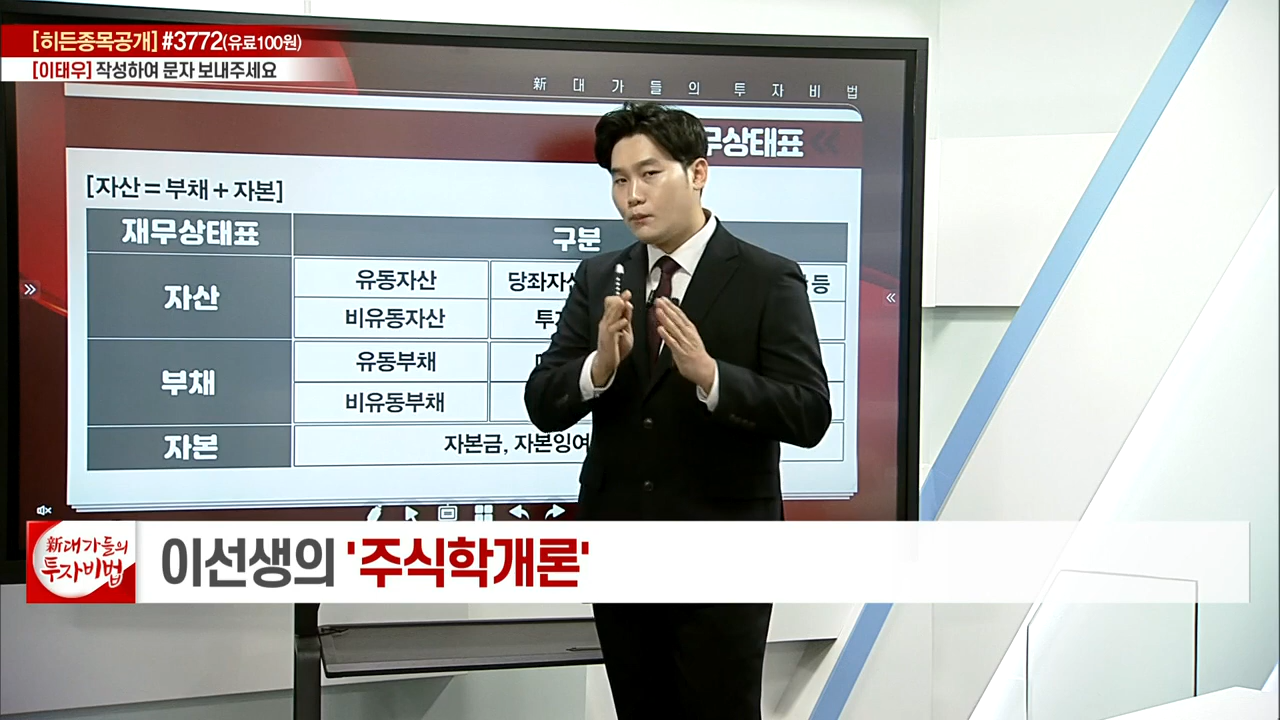 [히든종목공개] #3772(유료100원)
[이태우] 작성하여 문자 보내주세요
新 대 가 들 의 투 자 비 법
무상태표
[자산 = 부채 + 자본]
재무상태표 구분
자산 유동자산 당좌자산 등
비유동자산 투
부채 유동부채
비유동부채
자본 자본금, 자본잉여
新대가들의
투자비법
이선생의 '주식학개론'